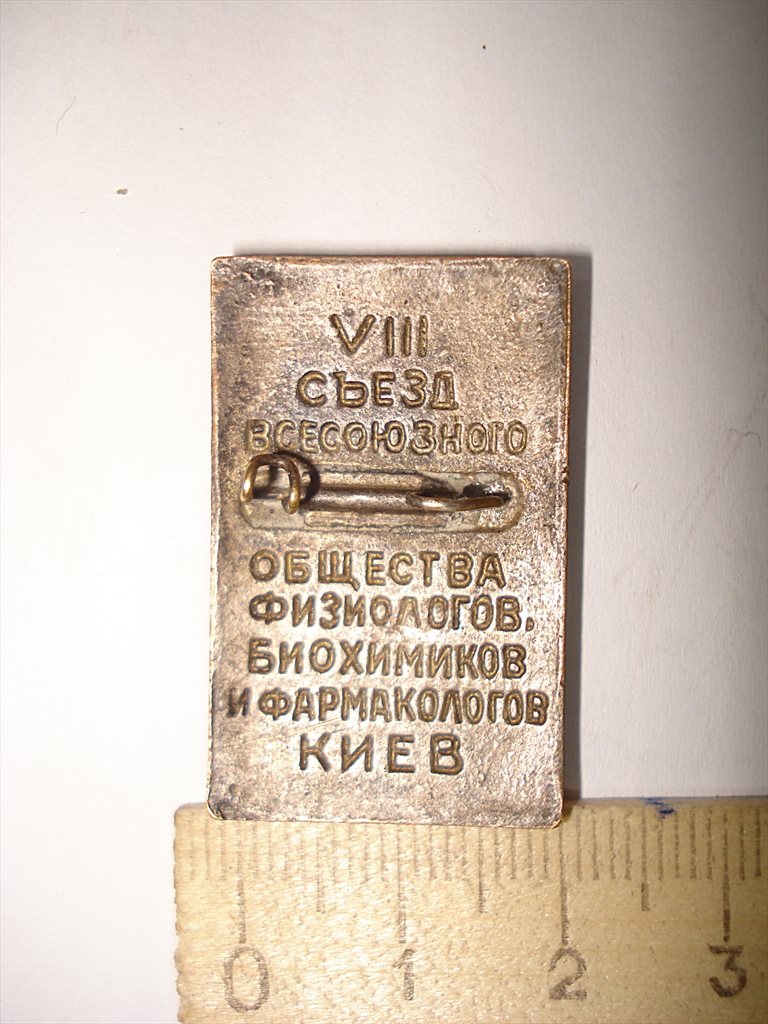 VIII
СЪЕЗД
ВСЕСОЮЗНОГО
ОБЩЕСТВА
ФИЗИОЛОГОВ,
БИОХИМИКОВ
И ФАРМАКОЛОГОВ
КИЕВ
0 1 2 3